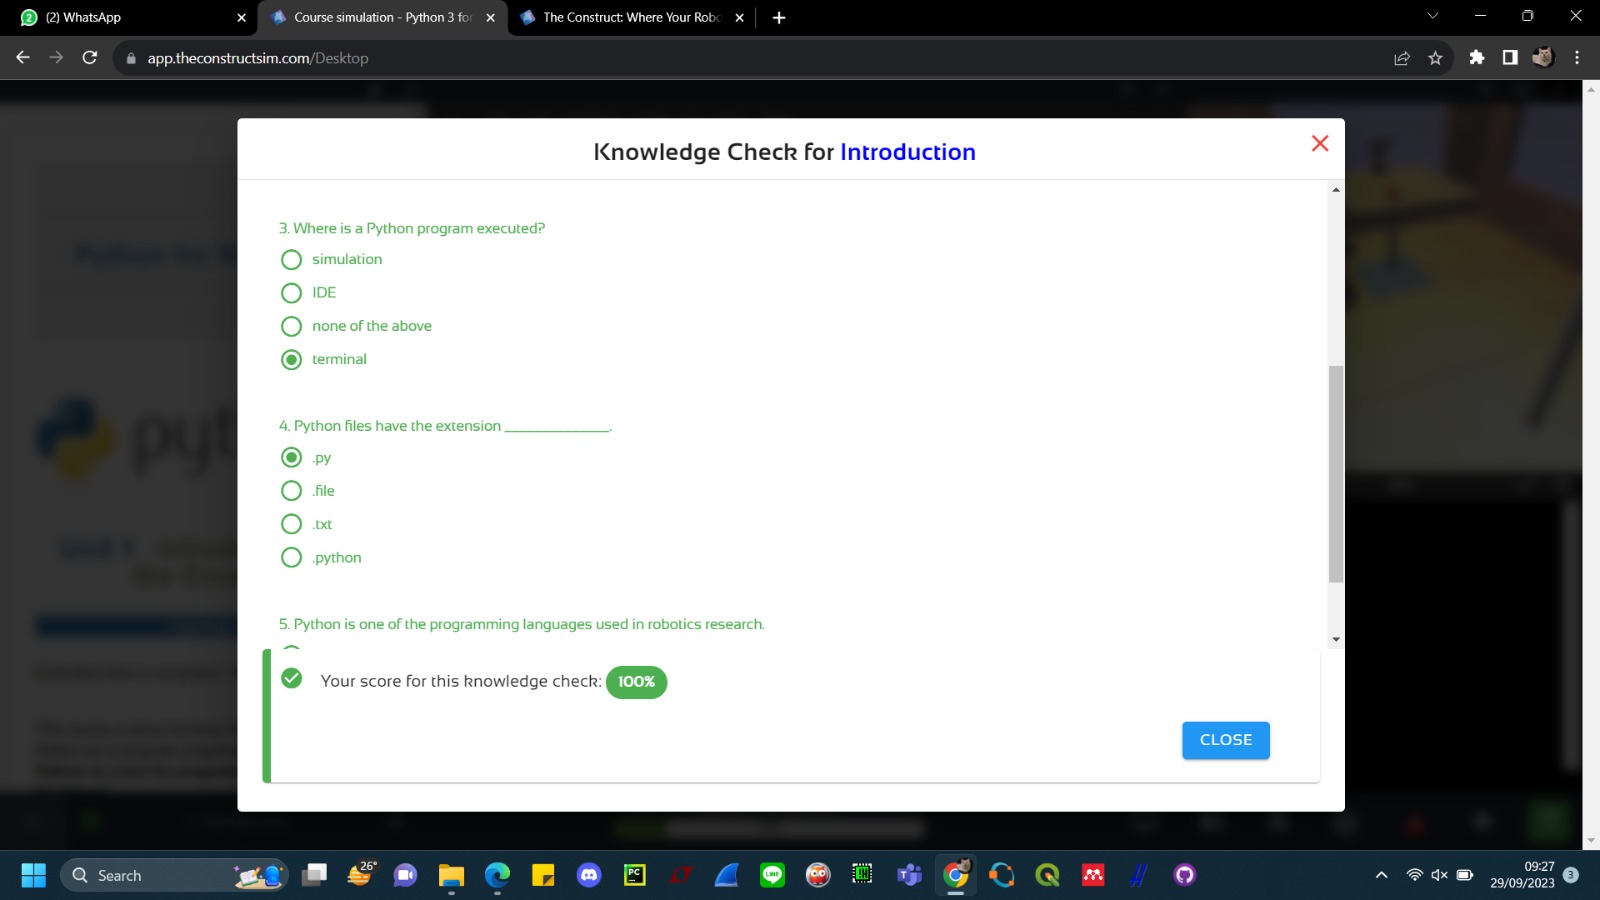 (2) WhatsApp
Course simulation - Python 3 for
The Construct: Where Your Robo
app.theconstructsim.com/Desktop
Knowledge Check for Introduction
3. Where is a Python program executed?
simulation
IDE
none of the above
terminal
4. Python files have the extension ______________.
.py
.file
.txt
.python
5. Python is one of the programming languages used in robotics research.
Your score for this knowledge check: 100%
CLOSE
Search
26°
PC
LINE
09:27
29/09/2023
3